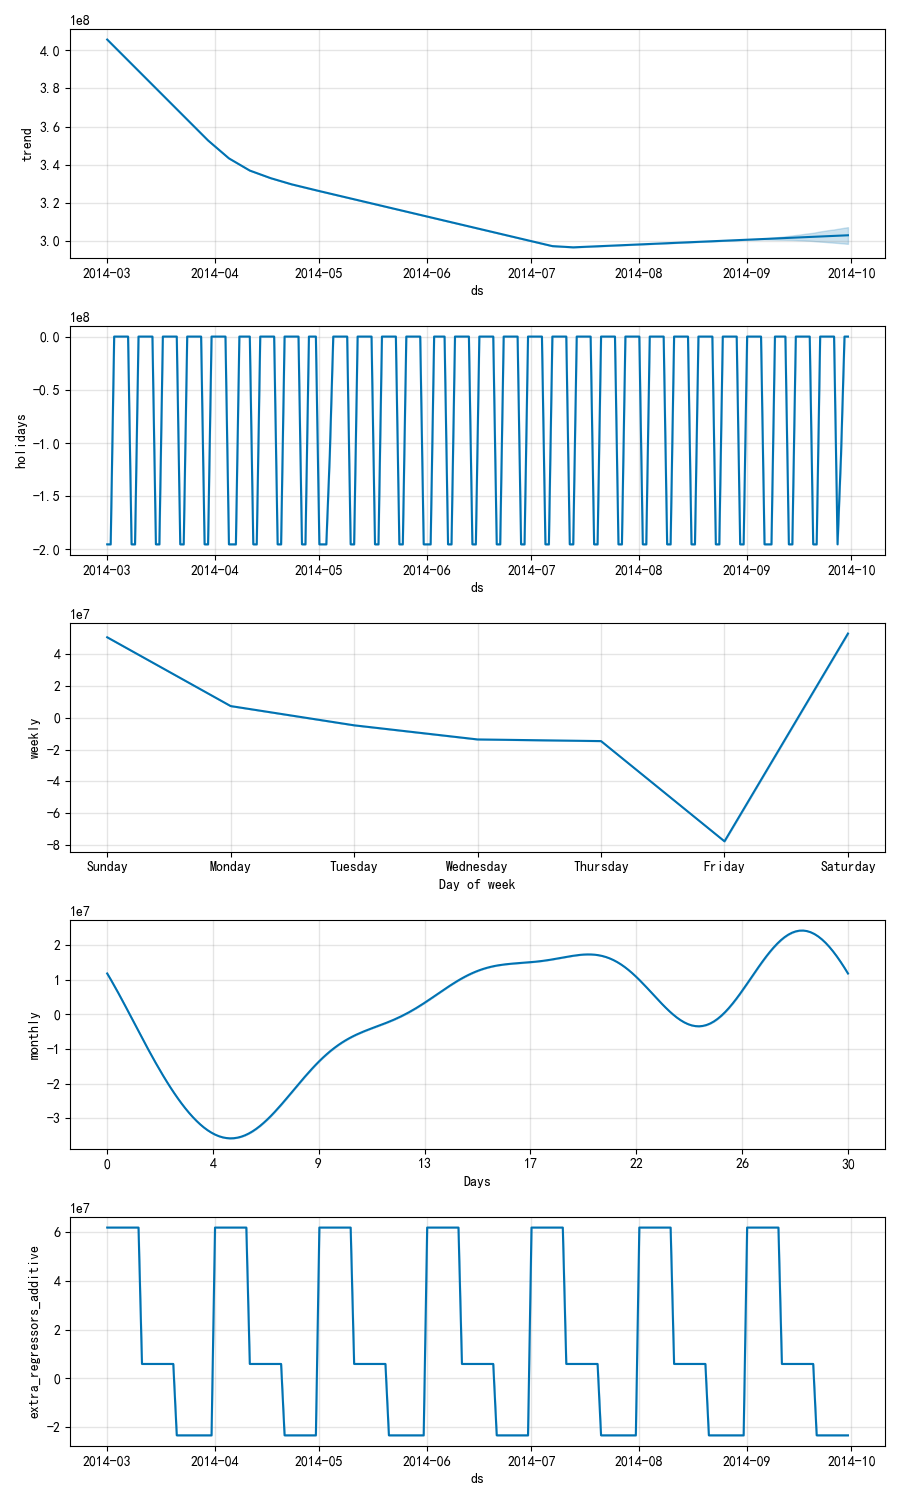 1e8
4.0
3.8
3.6
3.4
3.2
3.0
trend
2014-03 2014-04 2014-05 2014-06 2014-07 2014-08 2014-09 2014-10
ds
1e8
0.0
-0.5
-1.0
-1.5
-2.0
holidays
2014-03 2014-04 2014-05 2014-06 2014-07 2014-08 2014-09 2014-10
ds
1e7
4
2
0
-2
-4
-6
-8
weekly
Sunday Monday Tuesday Wednesday Thursday Friday Saturday
Day of week
1e7
2
1
0
-1
-2
-3
monthly
0 4 9 13 17 22 26 30
Days
1e7
6
4
2
0
-2
extra_regressors_additive
2014-03 2014-04 2014-05 2014-06 2014-07 2014-08 2014-09 2014-10
ds